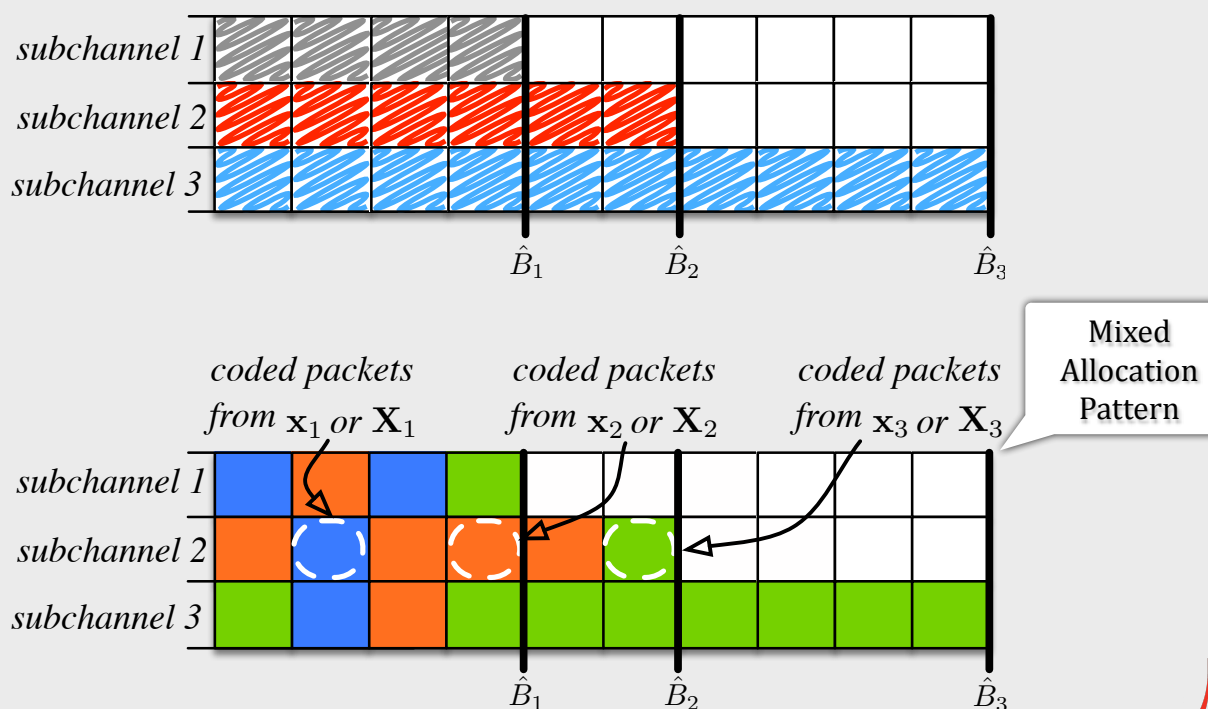 subchannel 1
subchannel 2
subchannel 3
B̂₁ B̂₂ B̂₃
Mixed
Allocation
Pattern
coded packets
from x₁ or X₁
coded packets
from x₂ or X₂
coded packets
from x₃ or X₃
subchannel 1
subchannel 2
subchannel 3
B̂₁ B̂₂ B̂₃